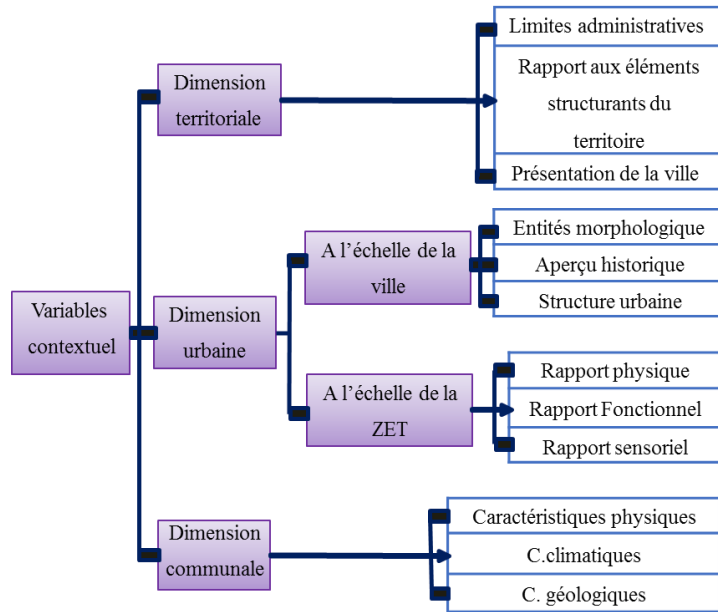 Variables
contextuel
Dimension
territoriale
Limites administratives
Rapport aux éléments
structurants du
territoire
Présentation de la ville
Dimension
urbaine
A l’échelle de la
ville
Entités morphologique
Aperçu historique
Structure urbaine
A l’échelle de la
ZET
Rapport physique
Rapport Fonctionnel
Rapport sensoriel
Dimension
communale
Caractéristiques physiques
C.climatiques
C. géologiques